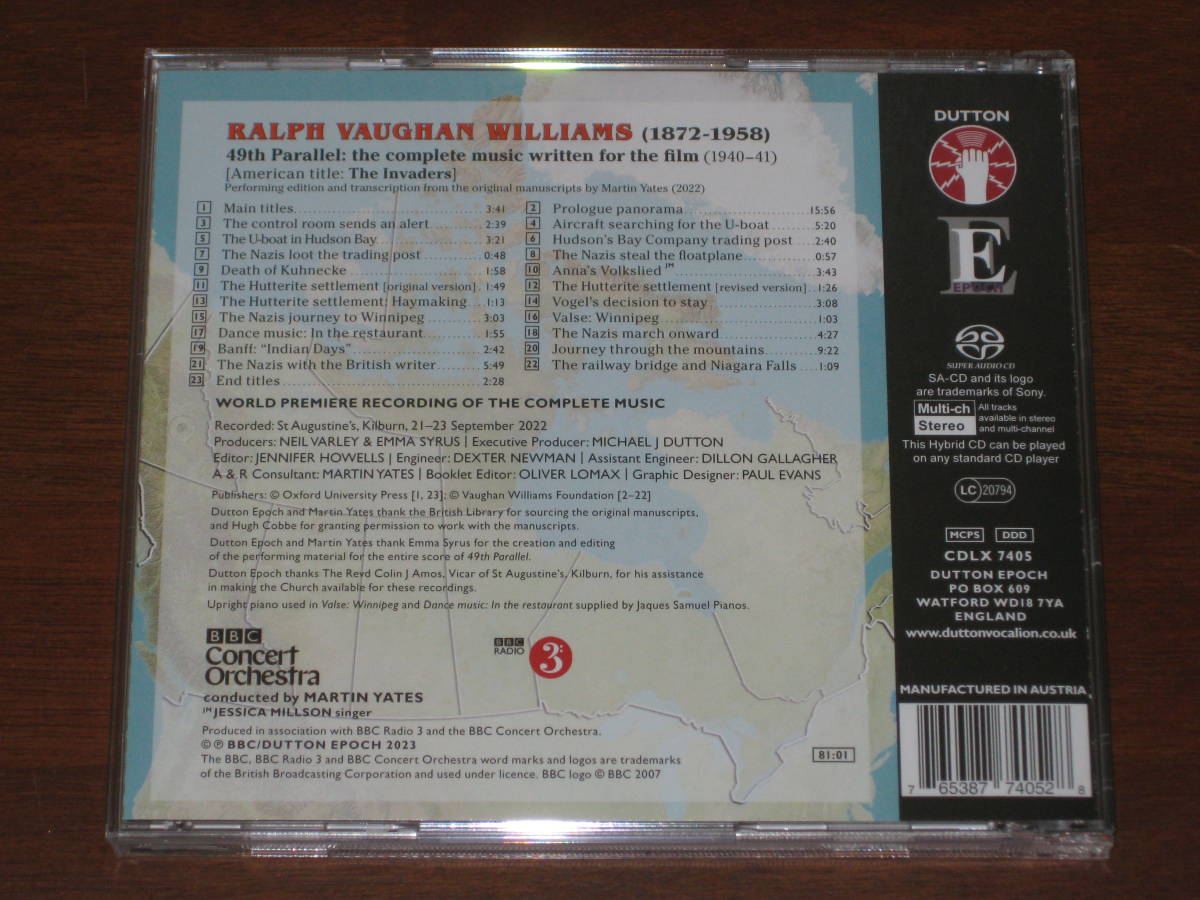 RALPH VAUGHAN WILLIAMS (1872-1958)
49th Parallel: the complete music written for the film (1940–41)
[American title: The Invaders]
Performing edition and transcription from the original manuscripts by Martin Yates (2022)
1 Main titles 3:41
2 Prologue panorama 15:56
3 The control room sends an alert 2:39
4 Aircraft searching for the U-boat 5:20
5 The U-boat in Hudson Bay 3:21
6 Hudson's Bay Company trading post 2:40
7 The Nazis loot the trading post 0:48
8 The Nazis steal the floatplane 0:57
9 Death of Kuhnecke 1:58
10 Anna's Volkslied JM 3:43
11 The Hutterite settlement [original version] 1:49
12 The Hutterite settlement [revised version] 1:26
13 The Hutterite settlement: Haymaking 1:13
14 Vogel's decision to stay 3:08
15 The Nazis journey to Winnipeg 3:03
16 Valse: Winnipeg 1:03
17 Dance music: In the restaurant 1:55
18 The Nazis march onward 4:27
19 Banff: "Indian Days" 2:42
20 Journey through the mountains 9:22
21 The Nazis with the British writer 5:49
22 The railway bridge and Niagara Falls 1:09
23 End titles 2:28
WORLD PREMIERE RECORDING OF THE COMPLETE MUSIC
Recorded: St Augustine's, Kilburn, 21–23 September 2022
Producers: NEIL VARLEY & EMMA SYRUS | Executive Producer: MICHAEL J DUTTON
Editor: JENNIFER HOWELLS | Engineer: DEXTER NEWMAN | Assistant Engineer: DILLON GALLAGHER
A & R Consultant: MARTIN YATES | Booklet Editor: OLIVER LOMAX | Graphic Designer: PAUL EVANS
Publishers: © Oxford University Press [1, 23]; © Vaughan Williams Foundation [2–22]
Dutton Epoch and Martin Yates thank the British Library for sourcing the original manuscripts,
and Hugh Cobbe for granting permission to work with the manuscripts.
Dutton Epoch and Martin Yates thank Emma Syrus for the creation and editing
of the performing material for the entire score of 49th Parallel.
Dutton Epoch thanks The Revd Colin J Amos, Vicar of St Augustine's, Kilburn, for his assistance
in making the Church available for these recordings.
Upright piano used in Valse: Winnipeg and Dance music: In the restaurant supplied by Jaques Samuel Pianos.
BBC
Concert
Orchestra
BBC
RADIO
3
conducted by MARTIN YATES
JM JESSICA MILLSON singer
Produced in association with BBC Radio 3 and the BBC Concert Orchestra.
© ℗ BBC/DUTTON EPOCH 2023
The BBC, BBC Radio 3 and BBC Concert Orchestra word marks and logos are trademarks
of the British Broadcasting Corporation and used under licence. BBC logo © BBC 2007
81:01
DUTTON
E
EPOCH
SUPER AUDIO CD
SA-CD and its logo
are trademarks of Sony.
Multi-ch
Stereo
All tracks
available in stereo
and multi-channel
This Hybrid CD can be played
on any standard CD player
LC 20794
MCPS DDD
CDLX 7405
DUTTON EPOCH
PO BOX 609
WATFORD WD18 7YA
ENGLAND
www.duttonvocalion.co.uk
MANUFACTURED IN AUSTRIA
7 65387 74052 8